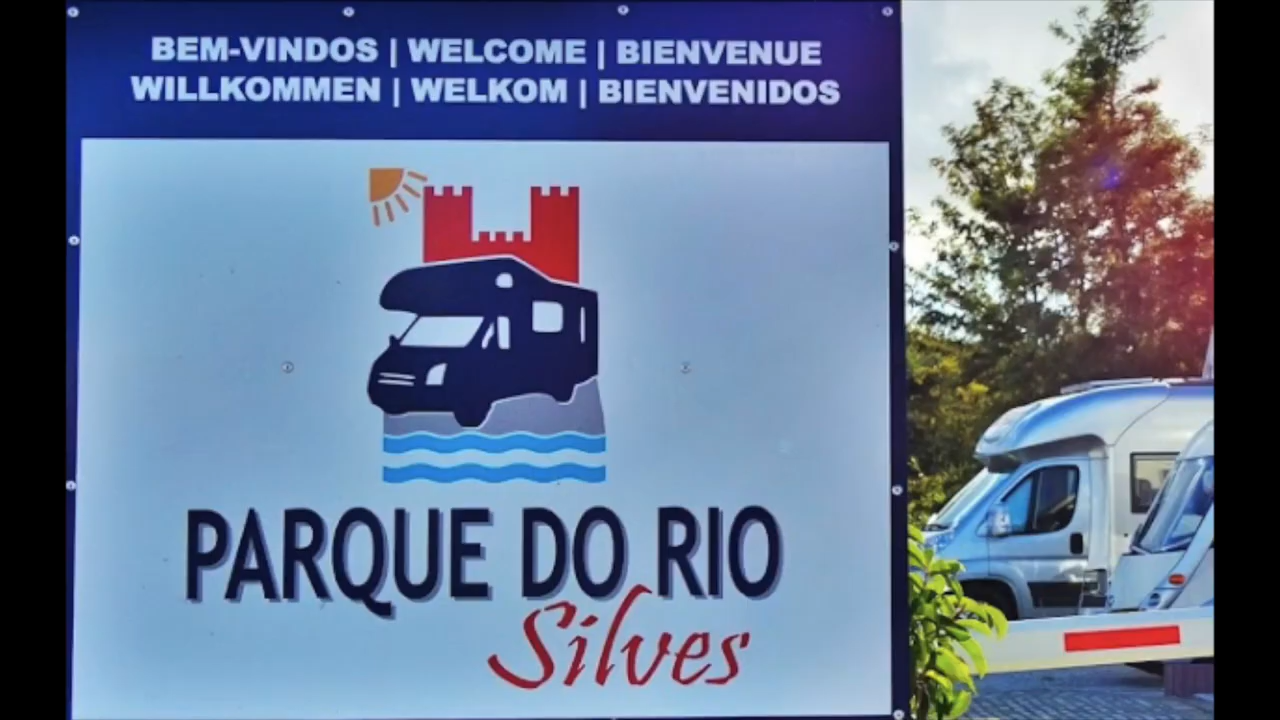 BEM-VINDOS | WELCOME | BIENVENUE
WILLKOMMEN | WELKOM | BIENVENIDOS
PARQUE DO RIO
Silves